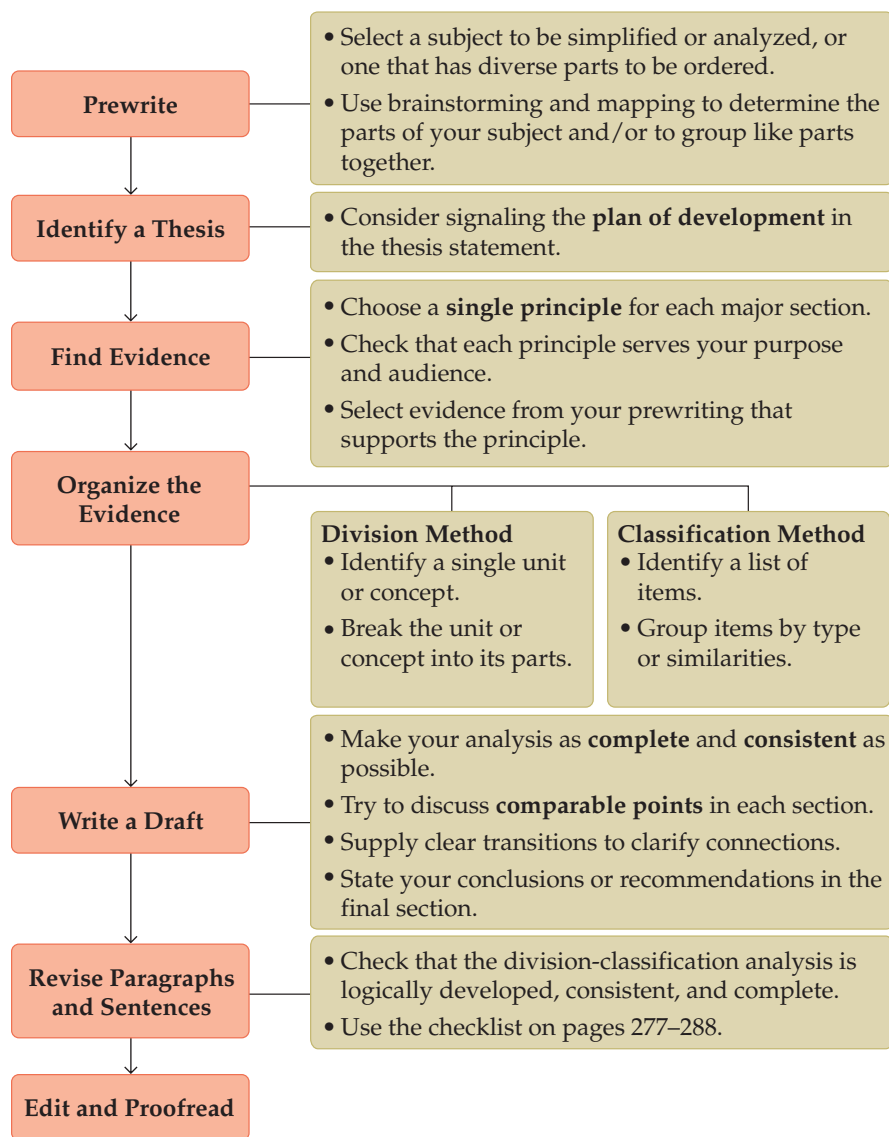 Prewrite
• Select a subject to be simplified or analyzed, or
one that has diverse parts to be ordered.
• Use brainstorming and mapping to determine the
parts of your subject and/or to group like parts
together.
Identify a Thesis
• Consider signaling the plan of development in
the thesis statement.
Find Evidence
• Choose a single principle for each major section.
• Check that each principle serves your purpose
and audience.
• Select evidence from your prewriting that
supports the principle.
Organize the
Evidence
Division Method
• Identify a single unit
or concept.
• Break the unit or
concept into its parts.
Classification Method
• Identify a list of
items.
• Group items by type
or similarities.
Write a Draft
• Make your analysis as complete and consistent as
possible.
• Try to discuss comparable points in each section.
• Supply clear transitions to clarify connections.
• State your conclusions or recommendations in the
final section.
Revise Paragraphs
and Sentences
• Check that the division-classification analysis is
logically developed, consistent, and complete.
• Use the checklist on pages 277–288.
Edit and Proofread